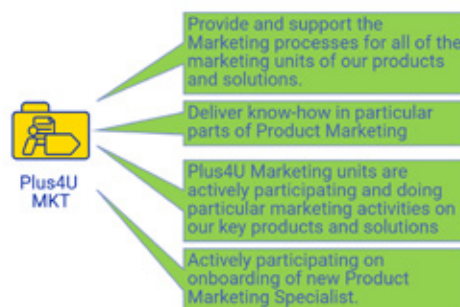 Provide and support the
Marketing processes for all of the
marketing units of our products
and solutions.
Deliver know-how in particular
parts of Product Marketing
Plus4U
MKT
Plus4U Marketing units are
actively participating and doing
particular marketing activities on
our key products and solutions
Actively participating on
onboarding of new Product
Marketing Specialist.